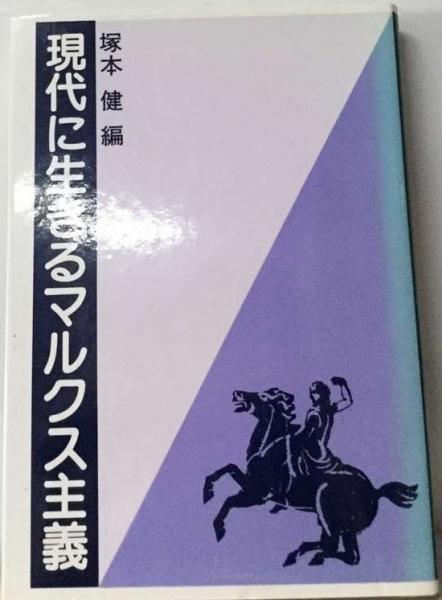 現代に生きるマルクス主義
塚本 健 編